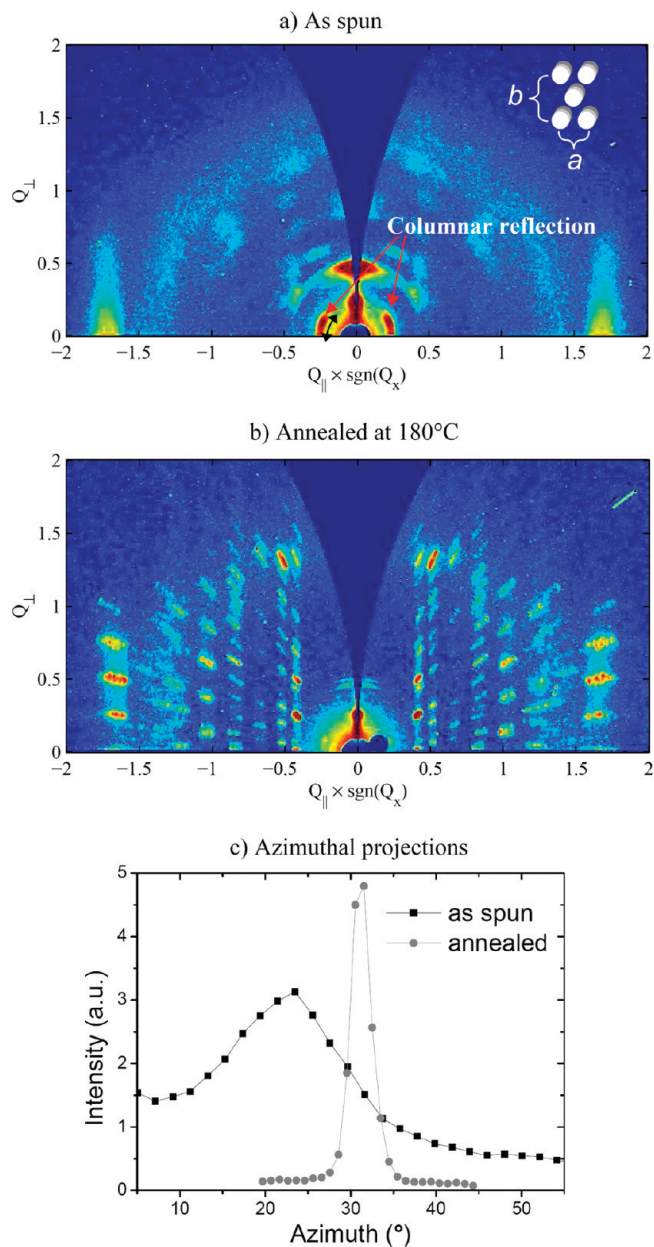 a) As spun
2
1.5
1
0.5
0
Q⊥
b
a
Columnar reflection
−2 −1.5 −1 −0.5 0 0.5 1 1.5 2
Q∥ × sgn(Qx)
b) Annealed at 180°C
2
1.5
1
0.5
0
Q⊥
−2 −1.5 −1 −0.5 0 0.5 1 1.5 2
Q∥ × sgn(Qx)
c) Azimuthal projections
5
4
3
2
1
0
Intensity (a.u.)
as spun
annealed
10 20 30 40 50
Azimuth (°)